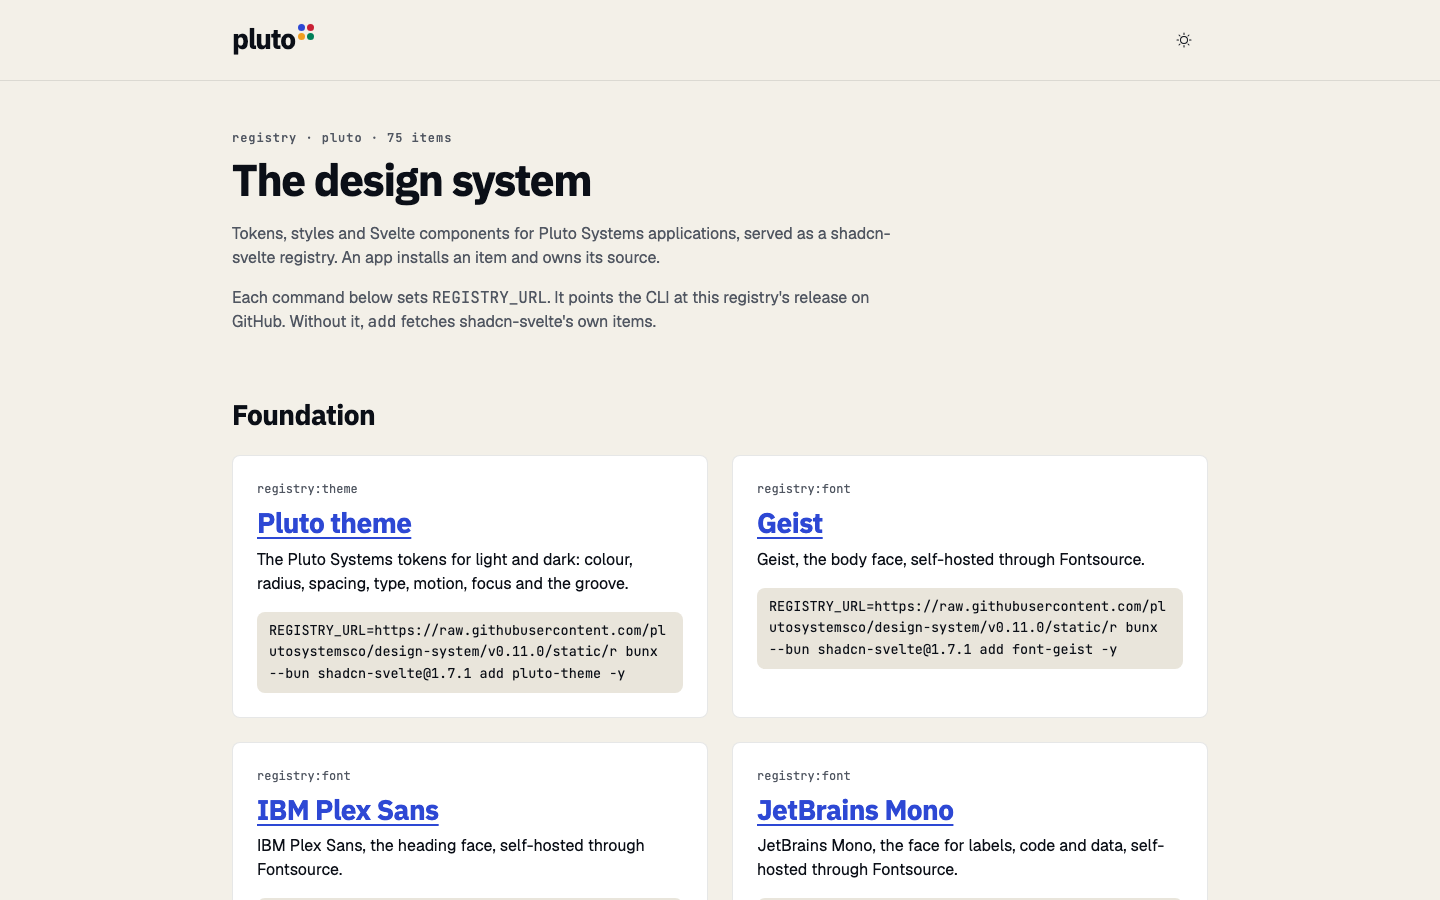 pluto
registry · pluto · 75 items
The design system
Tokens, styles and Svelte components for Pluto Systems applications, served as a shadcn-
svelte registry. An app installs an item and owns its source.
Each command below sets REGISTRY_URL. It points the CLI at this registry's release on
GitHub. Without it, add fetches shadcn-svelte's own items.
Foundation
registry:theme
Pluto theme
The Pluto Systems tokens for light and dark: colour,
radius, spacing, type, motion, focus and the groove.
REGISTRY_URL=https://raw.githubusercontent.com/pl
utosystemsco/design-system/v0.11.0/static/r bunx
--bun shadcn-svelte@1.7.1 add pluto-theme -y
registry:font
Geist
Geist, the body face, self-hosted through Fontsource.
REGISTRY_URL=https://raw.githubusercontent.com/pl
utosystemsco/design-system/v0.11.0/static/r bunx
--bun shadcn-svelte@1.7.1 add font-geist -y
registry:font
IBM Plex Sans
IBM Plex Sans, the heading face, self-hosted through
Fontsource.
registry:font
JetBrains Mono
JetBrains Mono, the face for labels, code and data, self-
hosted through Fontsource.